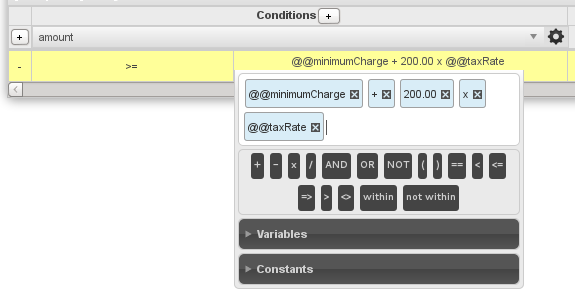 Conditions +
+ amount
- >= @@minimumCharge + 200.00 x @@taxRate
@@minimumCharge x + x 200.00 x x x
@@taxRate x
+ - x / AND OR NOT ( ) == < <=
=> > <> within not within
Variables
Constants